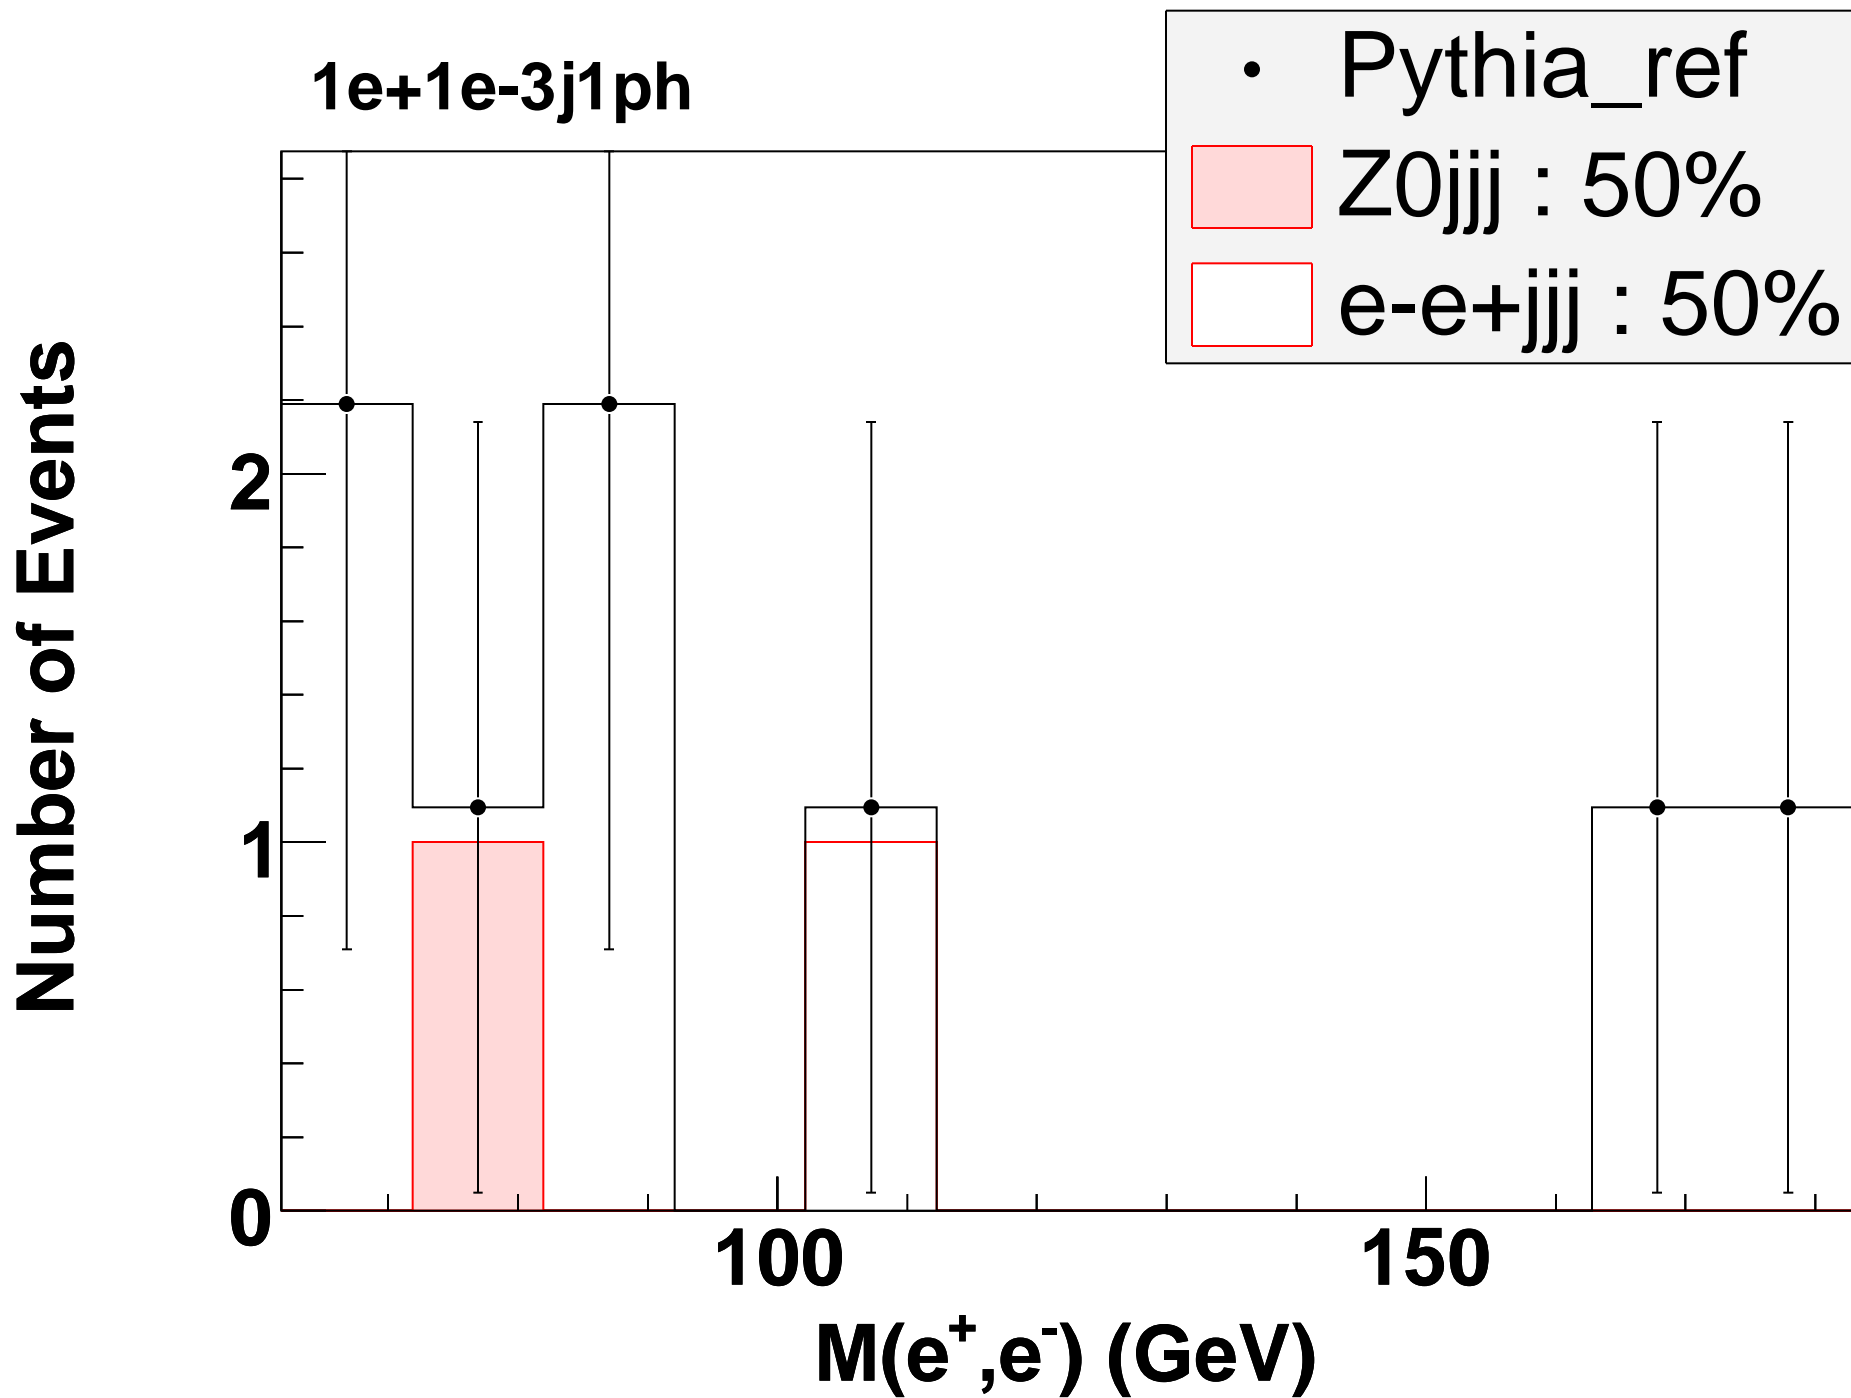 1e+1e-3j1ph
Pythia_ref
Z0jjj : 50%
e-e+jjj : 50%
Number of Events
2
1
0
100
150
M(e⁺,e⁻) (GeV)